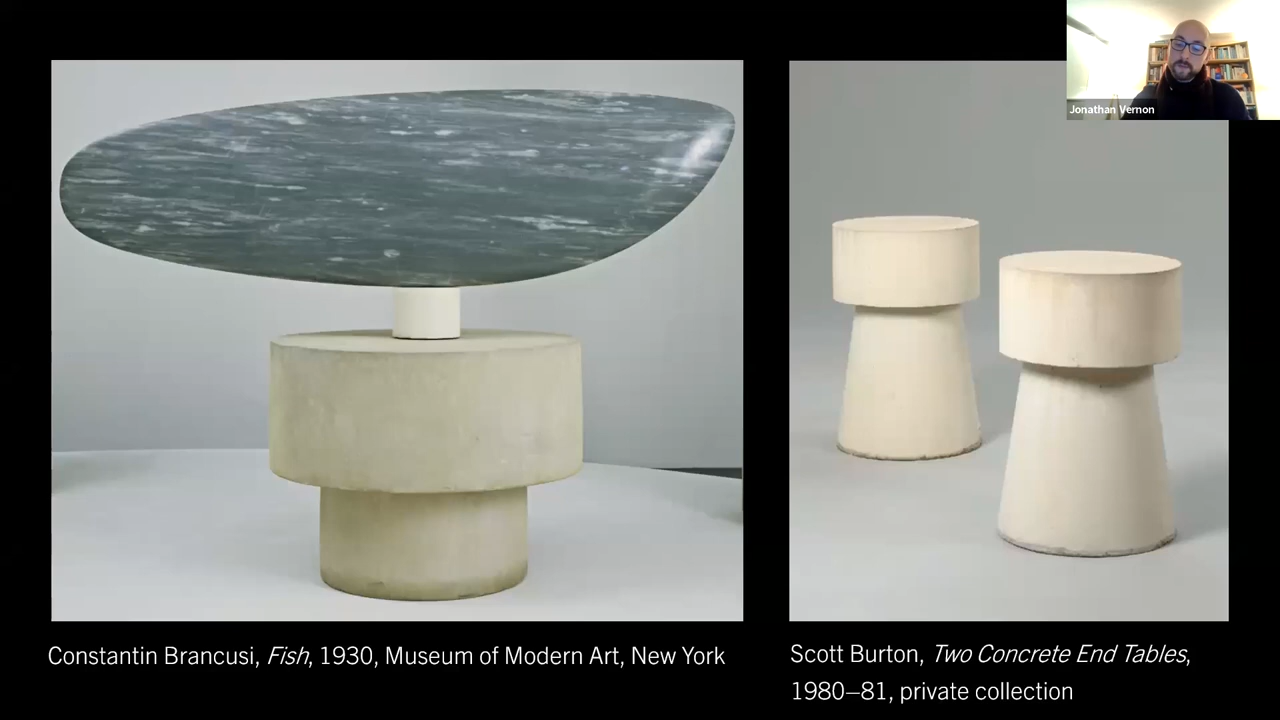 Jonathan Vernon
Constantin Brancusi, Fish, 1930, Museum of Modern Art, New York
Scott Burton, Two Concrete End Tables,
1980–81, private collection